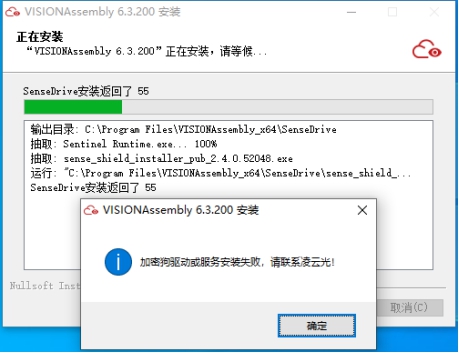 VISIONAssembly 6.3.200 安装
正在安装
“VISIONAssembly 6.3.200”正在安装，请等候...
SenseDrive安装返回了 55
输出目录: C:\Program Files\VISIONAssembly_x64\SenseDrive
抽取: Sentinel Runtime.exe... 100%
抽取: sense_shield_installer_pub_2.4.0.52048.exe
运行: "C:\Program Files\VISIONAssembly_x64\SenseDrive\sense_shield_...
SenseDrive安装返回了 55
VISIONAssembly 6.3.200 安装
加密狗驱动或服务安装失败，请联系凌云光!
确定
Nullsoft Inst
取消(C)